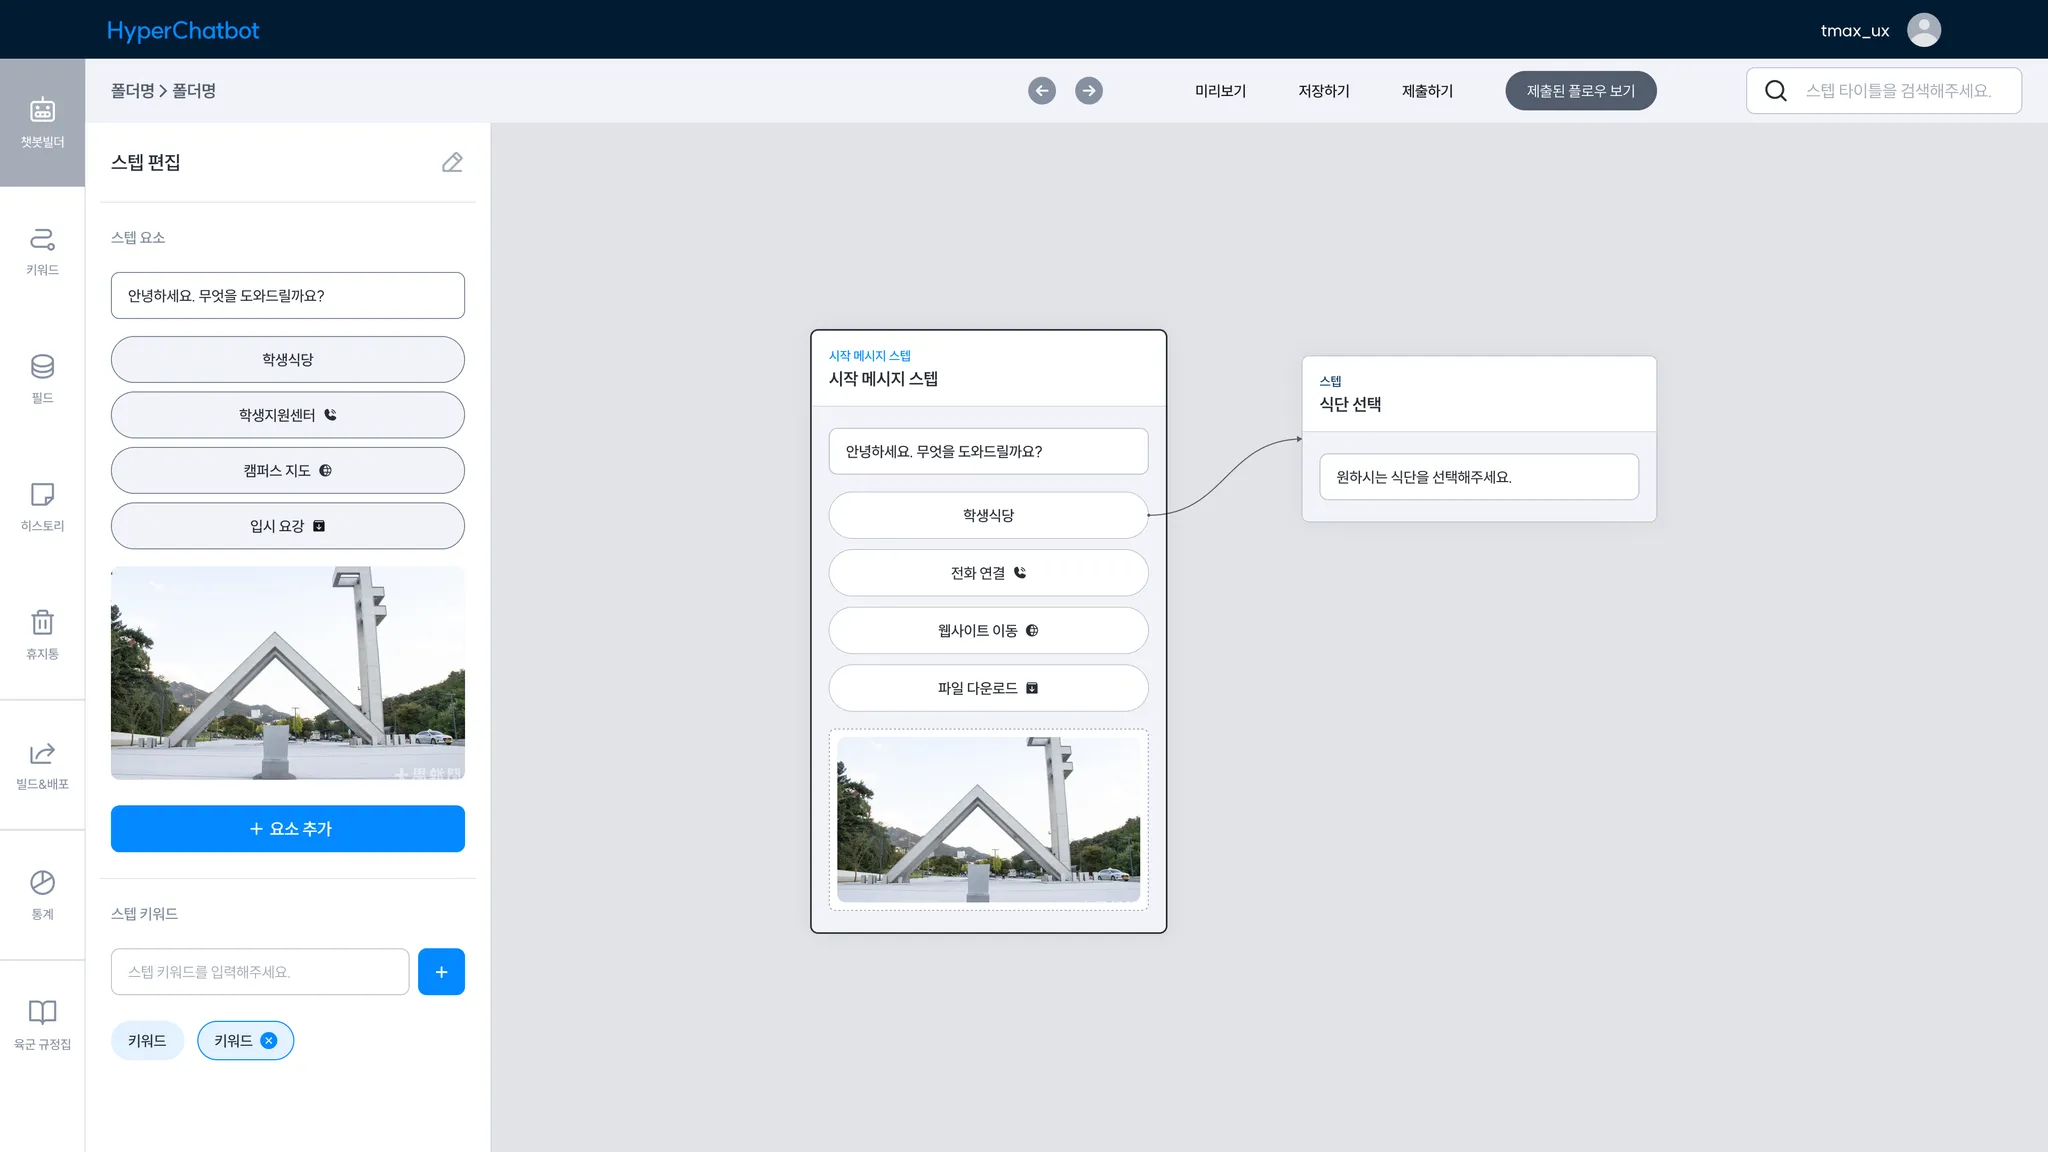 HyperChatbot
tmax_ux
폴더명 > 폴더명
미리보기
저장하기
제출하기
제출된 플로우 보기
스텝 타이틀을 검색해주세요.
챗봇빌더
키워드
필드
히스토리
휴지통
빌드&배포
통계
육군 규정집
스텝 편집
스텝 요소
안녕하세요. 무엇을 도와드릴까요?
학생식당
학생지원센터
캠퍼스 지도
입시 요강
+ 요소 추가
스텝 키워드
스텝 키워드를 입력해주세요.
키워드
키워드
시작 메시지 스텝
시작 메시지 스텝
안녕하세요. 무엇을 도와드릴까요?
학생식당
전화 연결
웹사이트 이동
파일 다운로드
스텝
식단 선택
원하시는 식단을 선택해주세요.